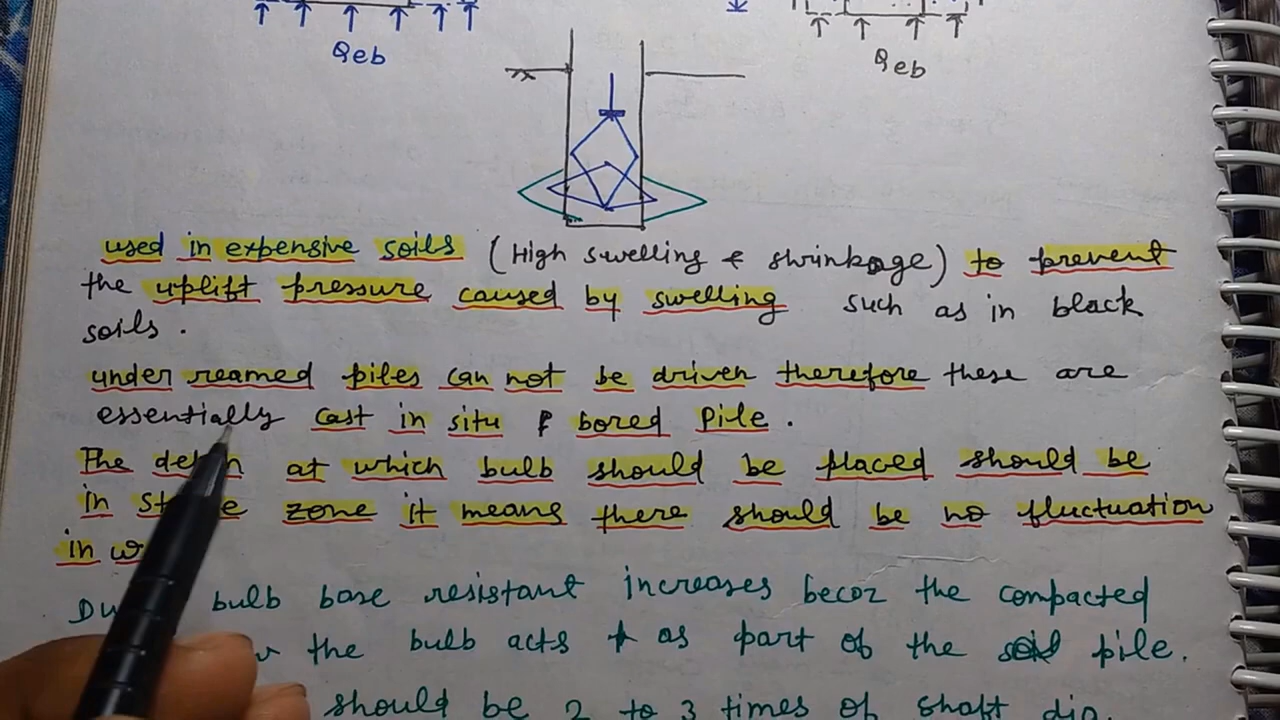 Qeb
Qeb
used in expensive soils (High swelling & shrinkage) to prevent
the uplift pressure caused by swelling such as in black
soils.
under reamed piles can not be driven therefore these are
essentially cast in situ & bored pile.
The at which bulb should be placed should be
in zone it means there should be no fluctuation
in
bulb base resistant increases becoz the compacted
the bulb acts as part of the pile.
should be 2 to 3 times of shaft dia.